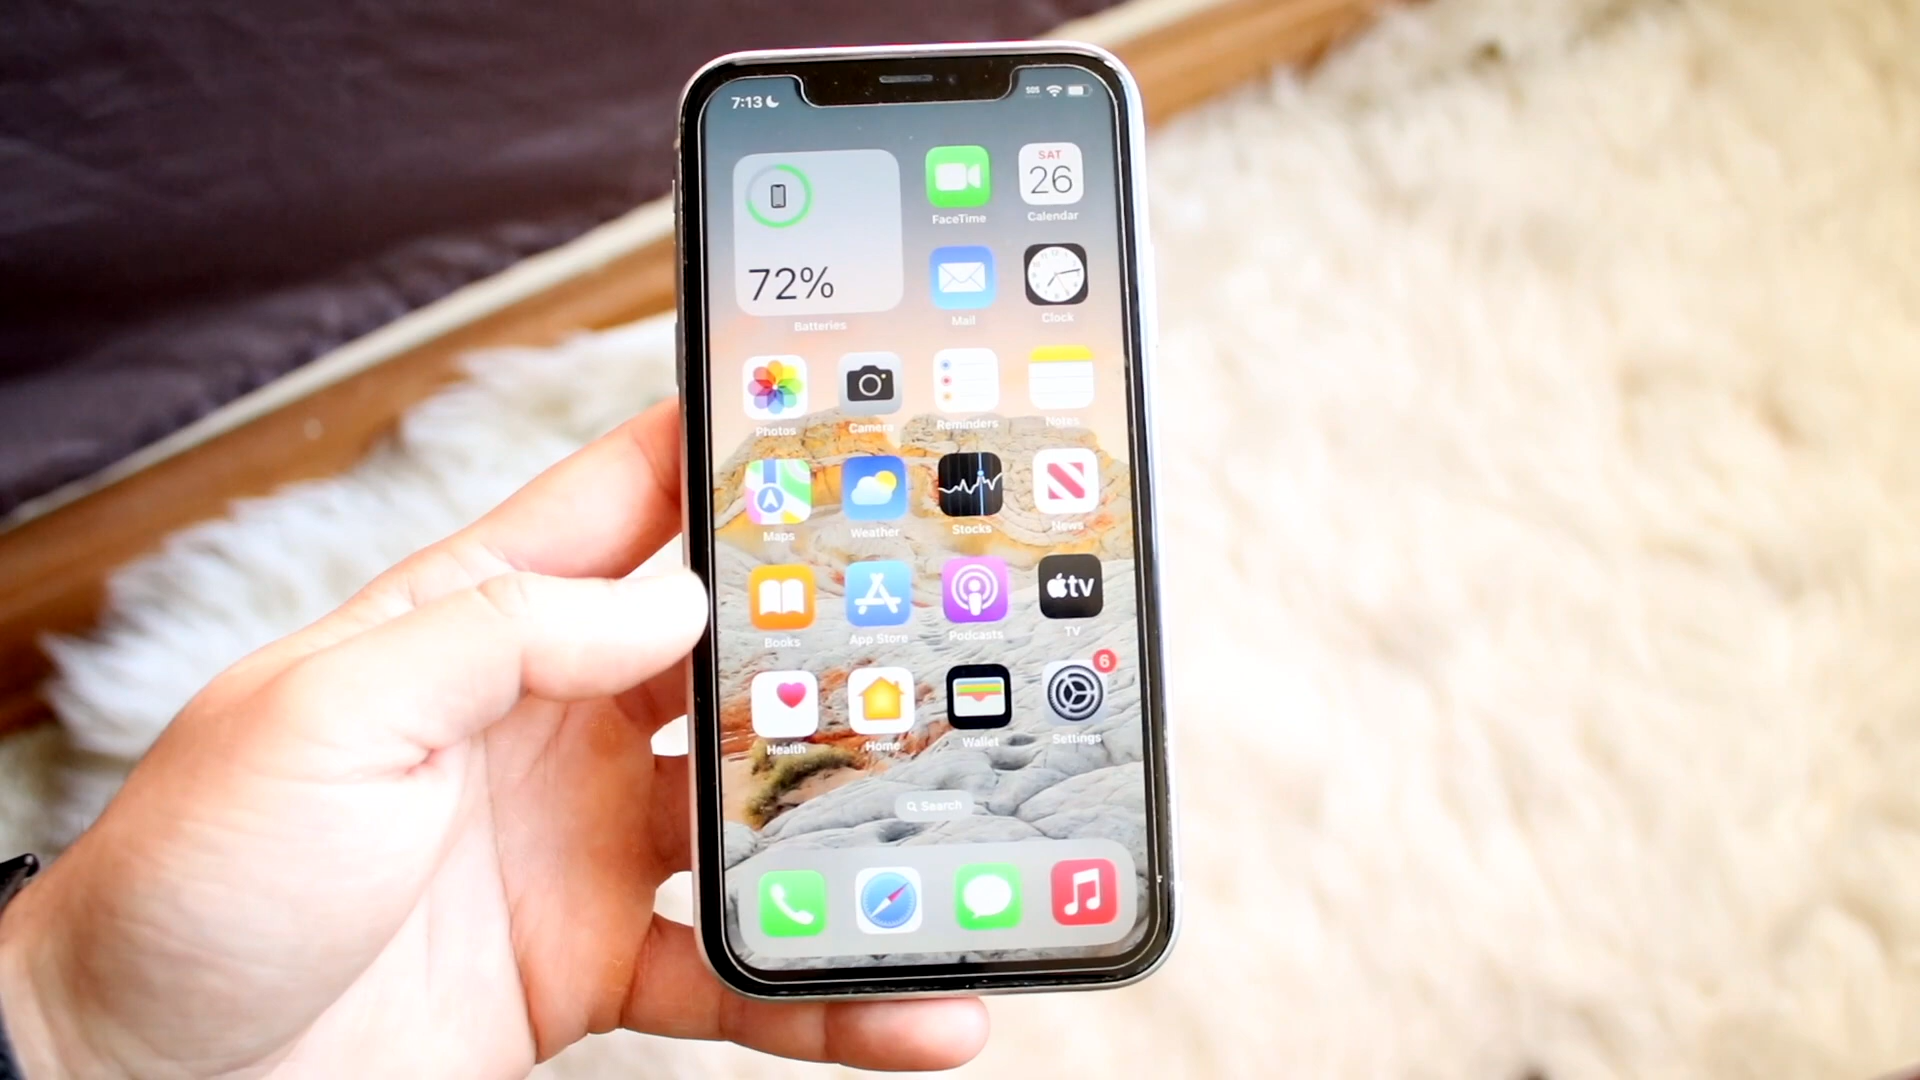 7:13
SOS
SAT
26
FaceTime
Calendar
72%
Batteries
Mail
Clock
Photos
Camera
Reminders
Notes
Maps
Weather
Stocks
News
tv
Books
App Store
Podcasts
TV
6
Health
Home
Wallet
Settings
Search